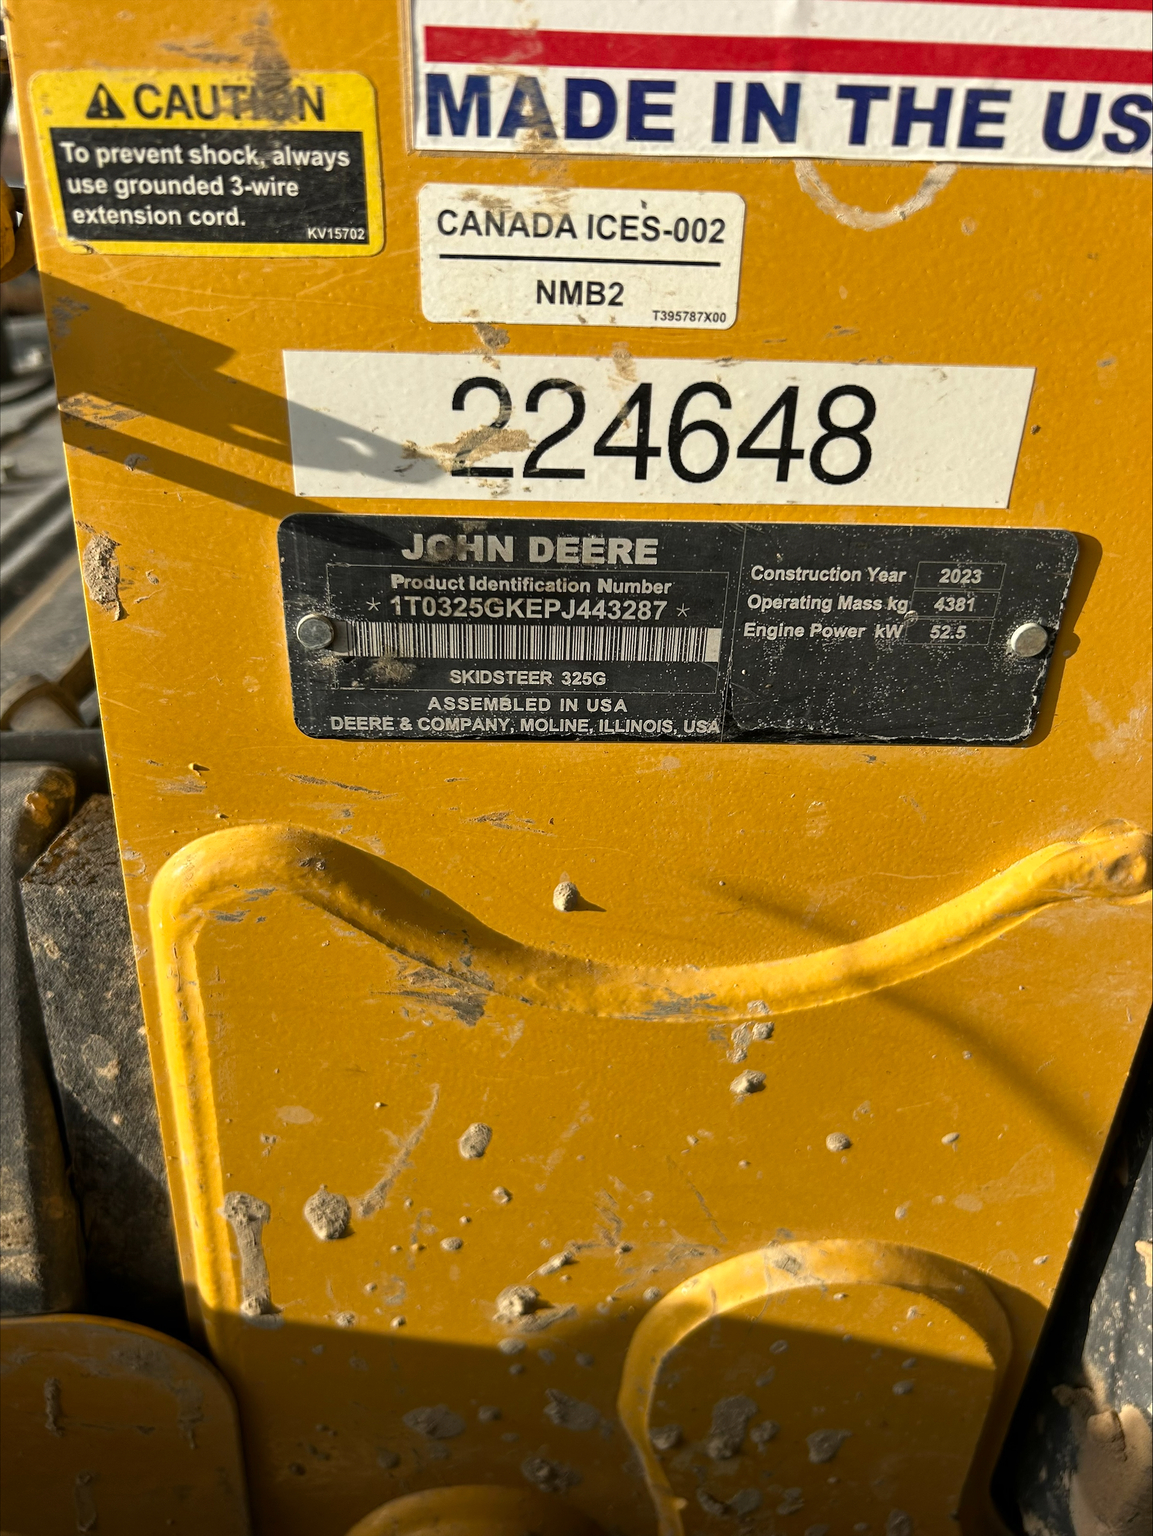 MADE IN THE US
CAUTION
To prevent shock, always
use grounded 3-wire
extension cord.
KV15702
CANADA ICES-002
NMB2
T395787X00
224648
JOHN DEERE
Product Identification Number
* 1T0325GKEPJ443287 *
SKIDSTEER 325G
ASSEMBLED IN USA
DEERE & COMPANY, MOLINE, ILLINOIS, USA
Construction Year 2023
Operating Mass kg 4381
Engine Power kW 52.5